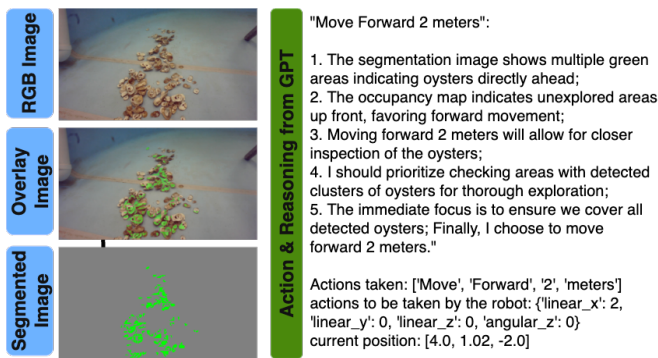 RGB Image
Overlay
Image
Segmented
Image
Action & Reasoning from GPT
"Move Forward 2 meters":
1. The segmentation image shows multiple green
areas indicating oysters directly ahead;
2. The occupancy map indicates unexplored areas
up front, favoring forward movement;
3. Moving forward 2 meters will allow for closer
inspection of the oysters;
4. I should prioritize checking areas with detected
clusters of oysters for thorough exploration;
5. The immediate focus is to ensure we cover all
detected oysters; Finally, I choose to move
forward 2 meters."
Actions taken: ['Move', 'Forward', '2', 'meters']
actions to be taken by the robot: {'linear_x': 2,
'linear_y': 0, 'linear_z': 0, 'angular_z': 0}
current position: [4.0, 1.02, -2.0]